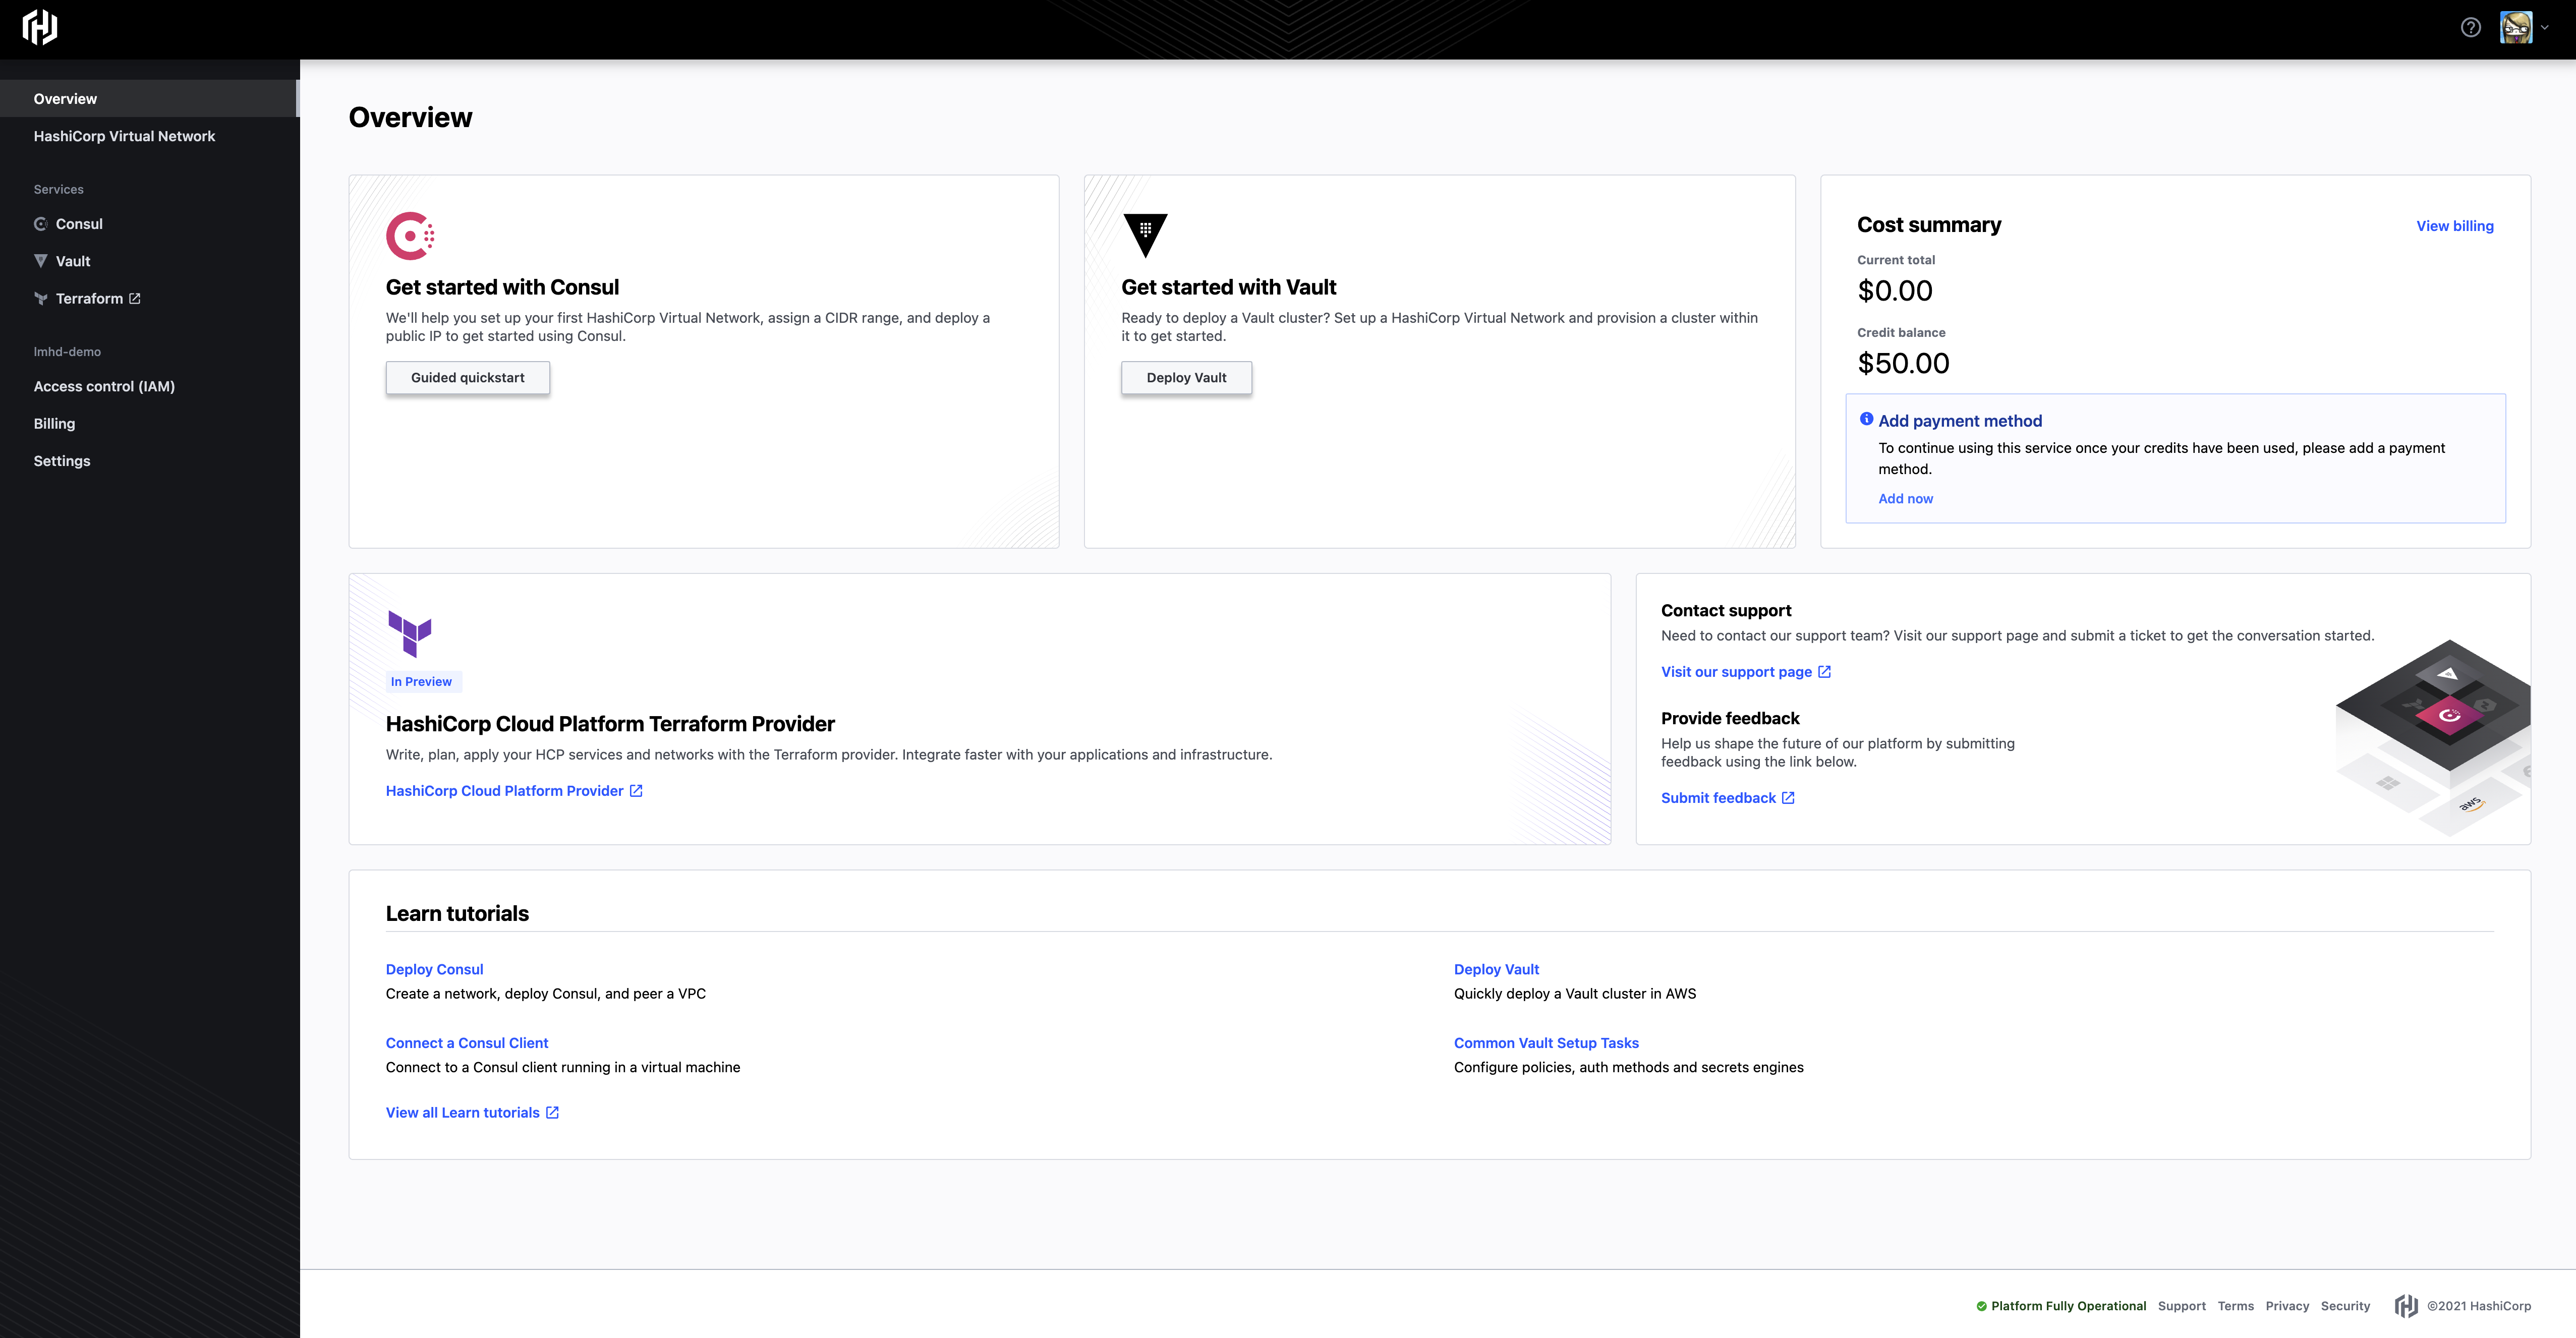 Overview
HashiCorp Virtual Network
Services
Consul
Vault
Terraform
lmhd-demo
Access control (IAM)
Billing
Settings
Overview
Get started with Consul
We'll help you set up your first HashiCorp Virtual Network, assign a CIDR range, and deploy a
public IP to get started using Consul.
Guided quickstart
Get started with Vault
Ready to deploy a Vault cluster? Set up a HashiCorp Virtual Network and provision a cluster within
it to get started.
Deploy Vault
Cost summary
View billing
Current total
$0.00
Credit balance
$50.00
Add payment method
To continue using this service once your credits have been used, please add a payment
method.
Add now
In Preview
HashiCorp Cloud Platform Terraform Provider
Write, plan, apply your HCP services and networks with the Terraform provider. Integrate faster with your applications and infrastructure.
HashiCorp Cloud Platform Provider
Contact support
Need to contact our support team? Visit our support page and submit a ticket to get the conversation started.
Visit our support page
Provide feedback
Help us shape the future of our platform by submitting
feedback using the link below.
Submit feedback
aws
Learn tutorials
Deploy Consul
Create a network, deploy Consul, and peer a VPC
Connect a Consul Client
Connect to a Consul client running in a virtual machine
View all Learn tutorials
Deploy Vault
Quickly deploy a Vault cluster in AWS
Common Vault Setup Tasks
Configure policies, auth methods and secrets engines
Platform Fully Operational Support Terms Privacy Security ©2021 HashiCorp